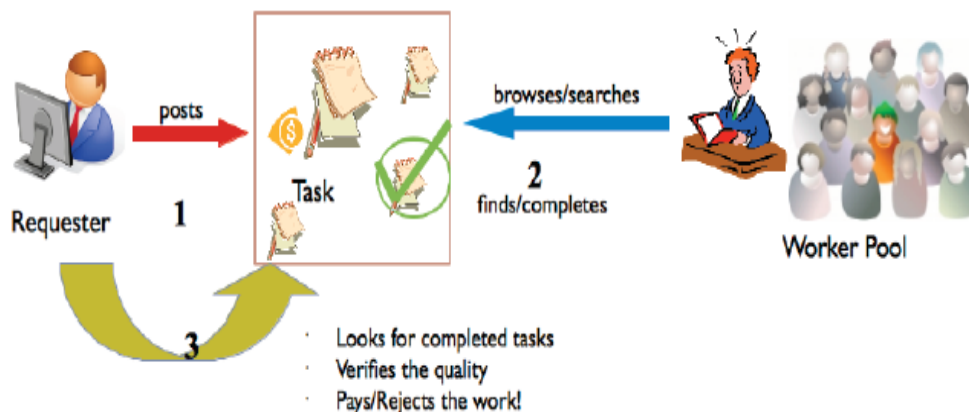 posts
browses/searches
$
Task
2
finds/completes
Requester
1
Worker Pool
3
· Looks for completed tasks
· Verifies the quality
· Pays/Rejects the work!